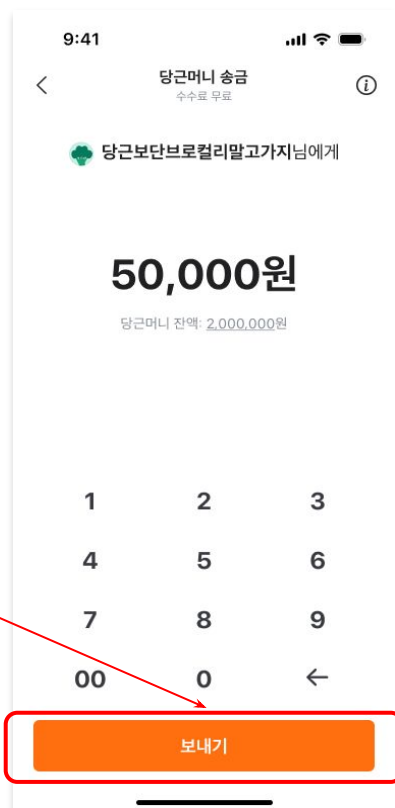 9:41
당근머니 송금
수수료 무료
당근보단브로컬리말고가지님에게
50,000원
당근머니 잔액: 2,000,000원
1 2 3
4 5 6
7 8 9
00 0 ←
보내기